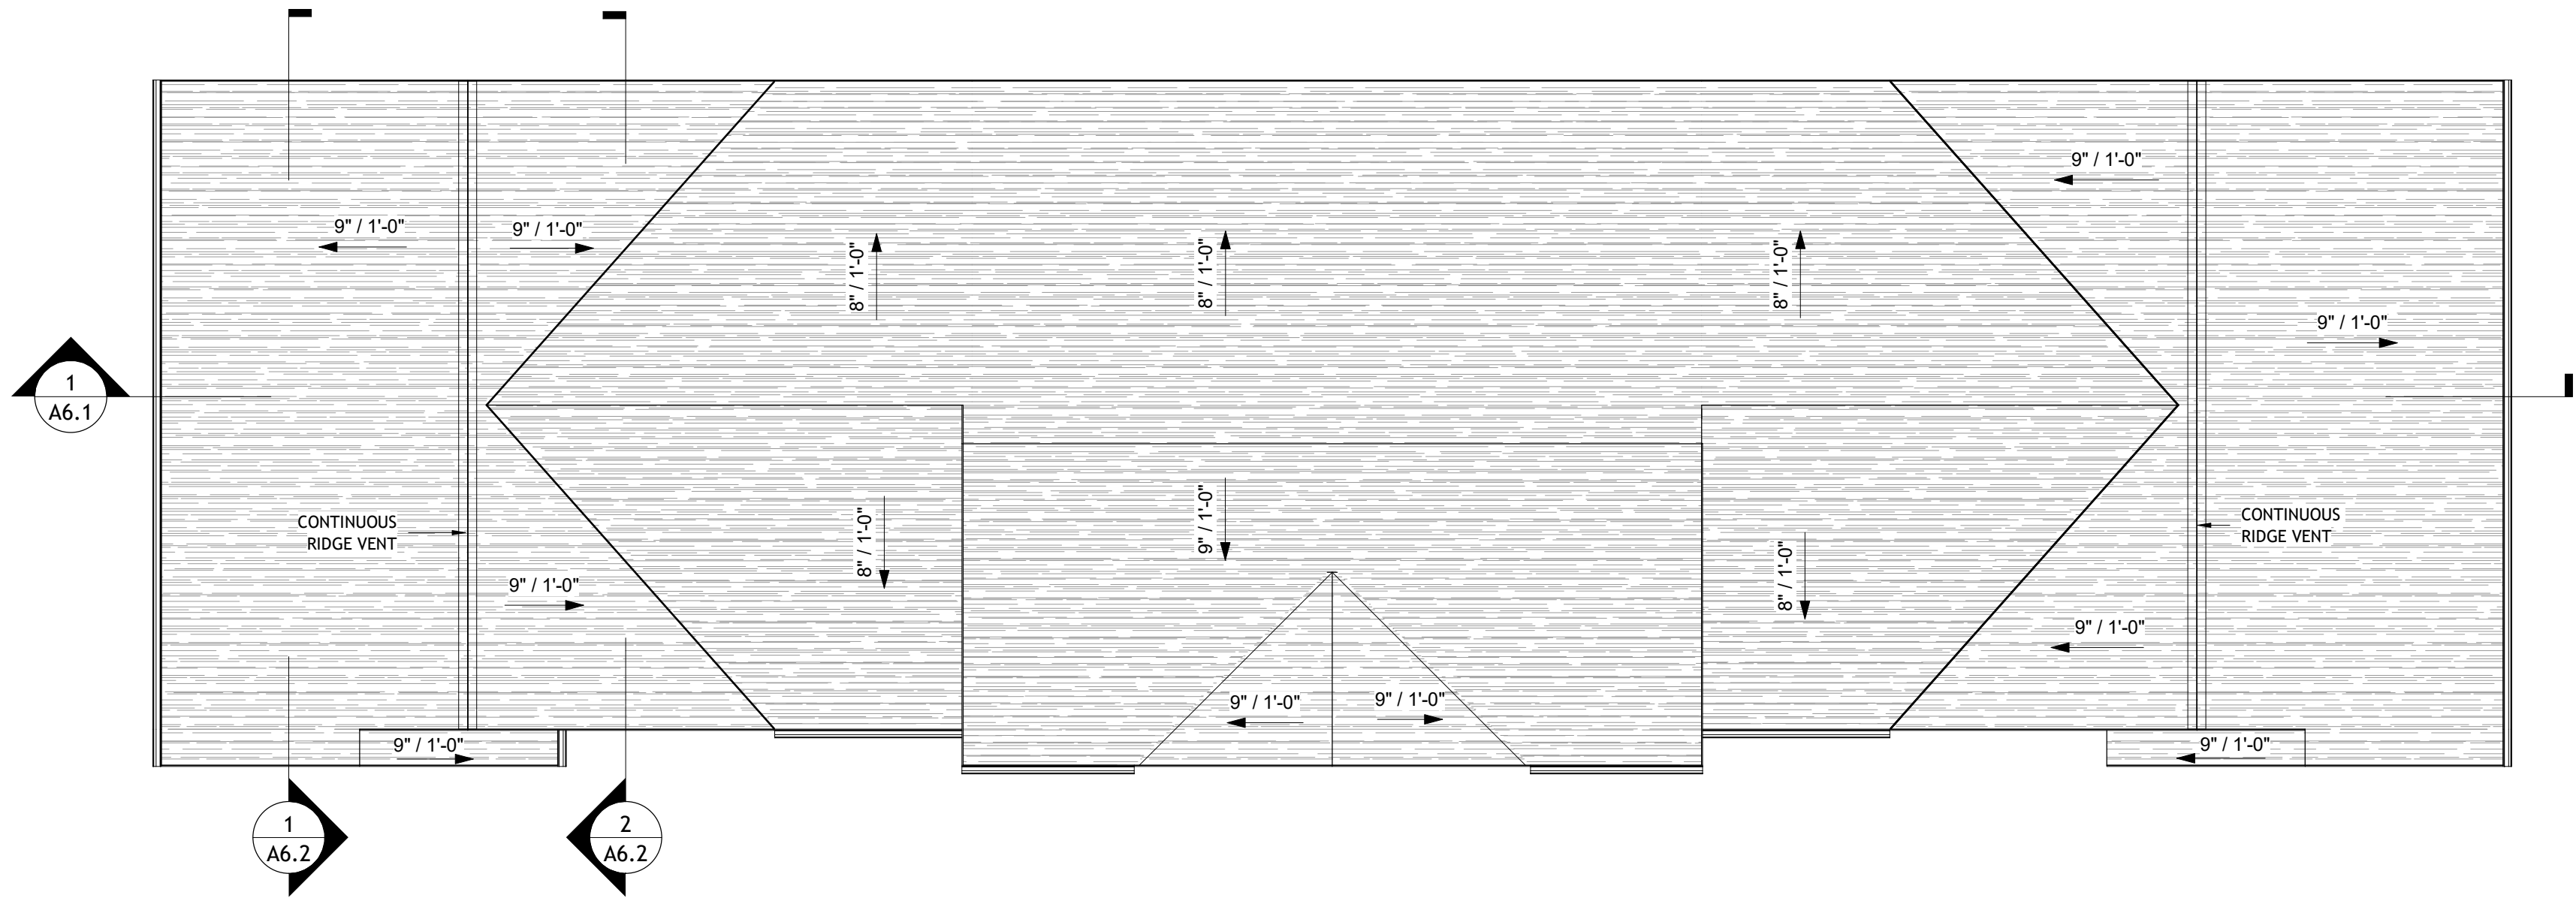 9" / 1'-0"
9" / 1'-0"
9" / 1'-0"
8" / 1'-0"
8" / 1'-0"
8" / 1'-0"
9" / 1'-0"
1
A6.1
CONTINUOUS
RIDGE VENT
8" / 1'-0"
9" / 1'-0"
8" / 1'-0"
CONTINUOUS
RIDGE VENT
9" / 1'-0"
9" / 1'-0"
9" / 1'-0"
9" / 1'-0"
9" / 1'-0"
9" / 1'-0"
1
A6.2
2
A6.2